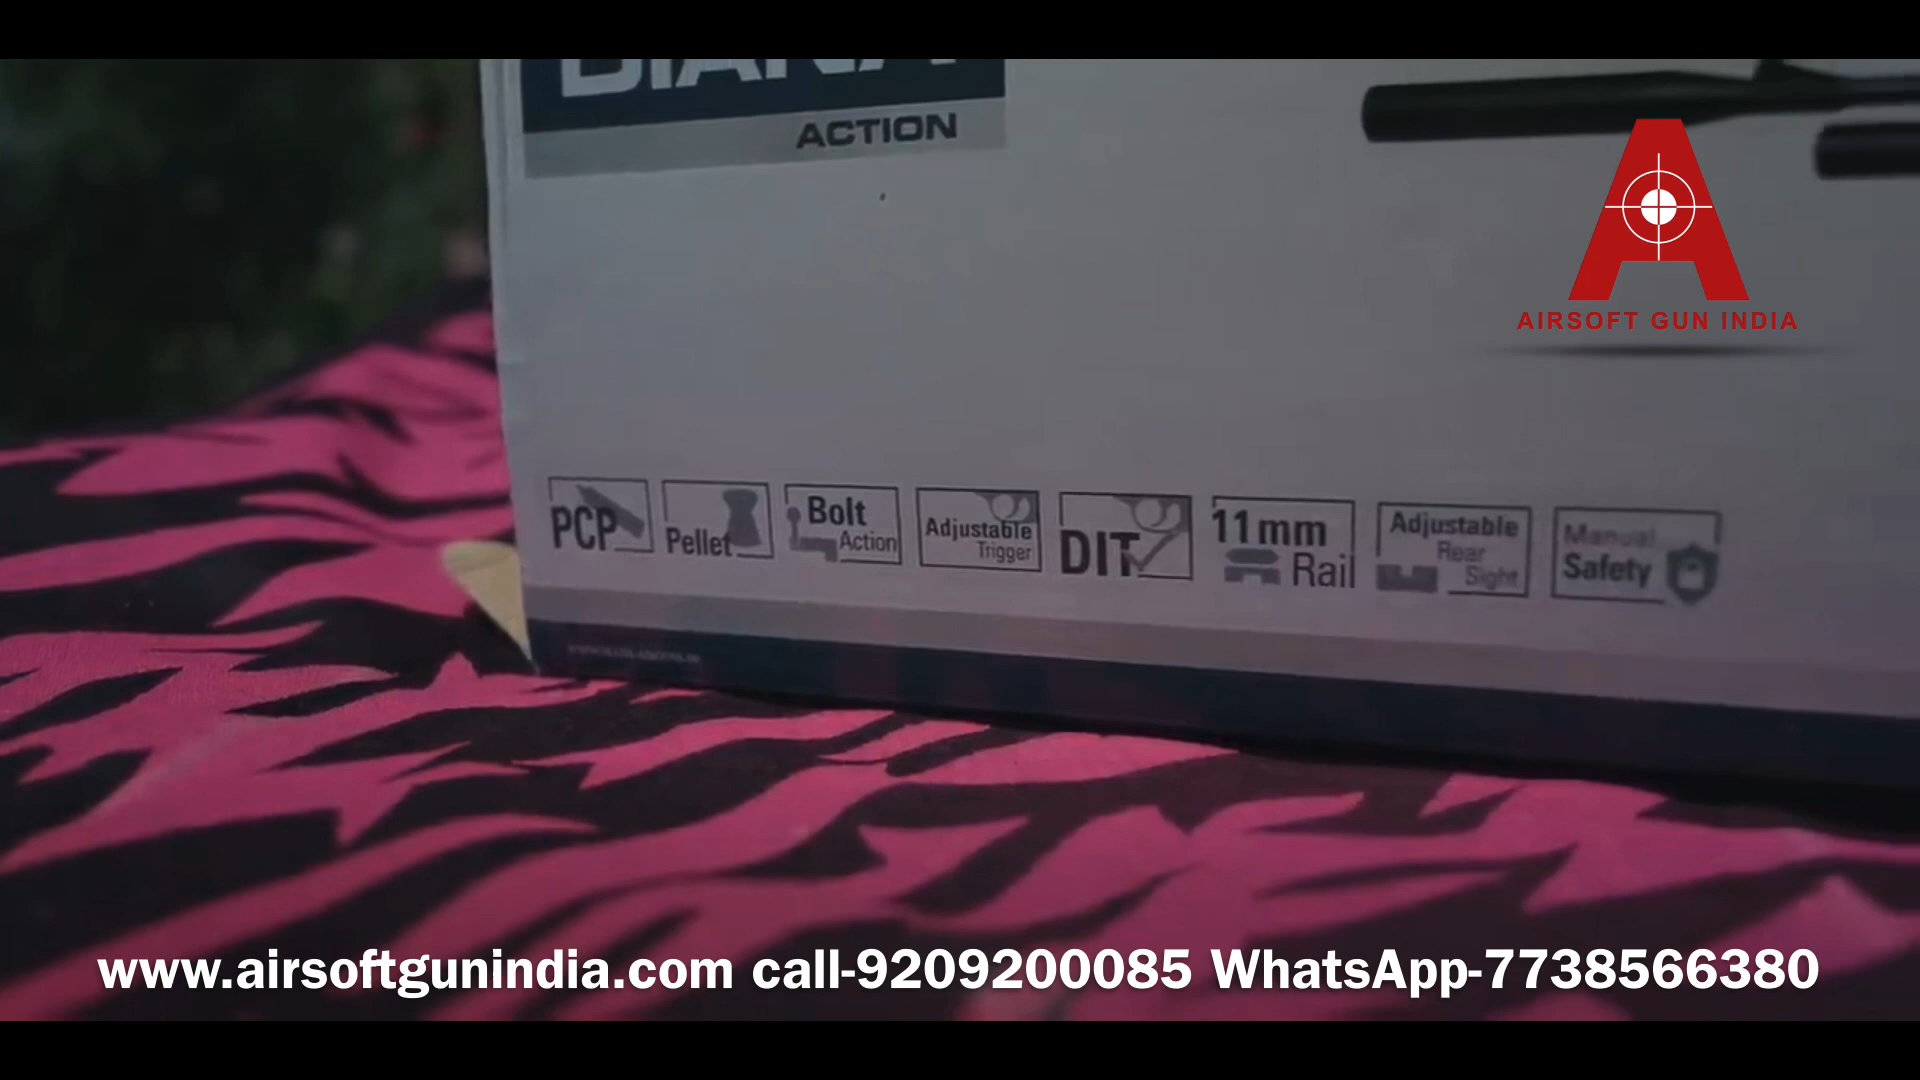 DIANA
ACTION
AIRSOFT GUN INDIA
PCP
Pellet
Bolt
Action
Adjustable
Trigger
DIT
11mm
Rail
Adjustable
Rear
Sight
Manual
Safety
www.airsoftgunindia.com call-9209200085 WhatsApp-7738566380